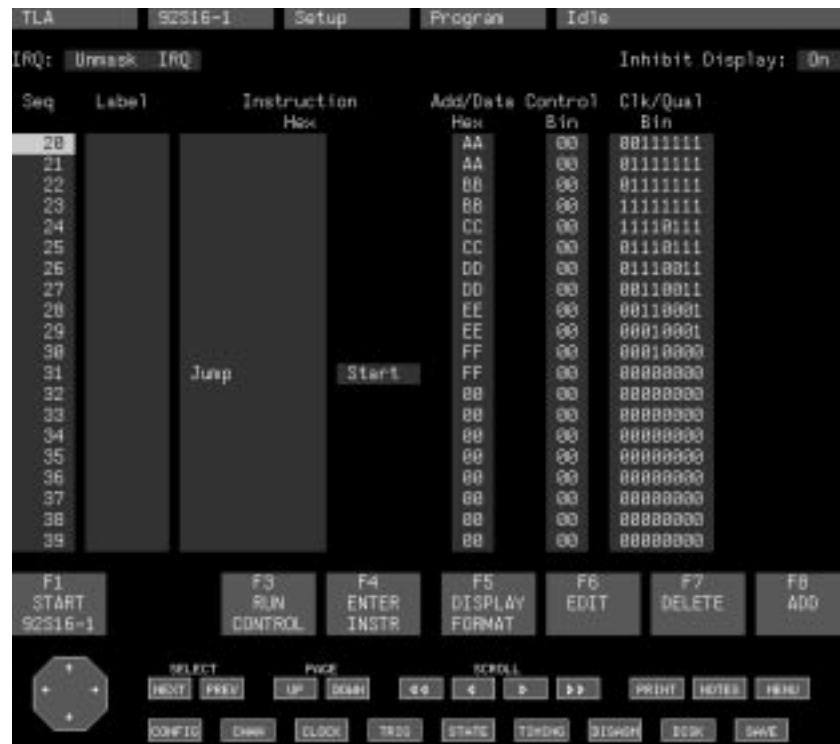 TLA 92S16-1 Setup Program Idle
IRQ: Unmask IRQ Inhibit Display: On
Seq Label Instruction Add/Data Control Clk/Qual
Hex Hex Bin Bin
20 AA 00 00111111
21 AA 00 01111111
22 BB 00 01111111
23 BB 00 11111111
24 CC 00 11110111
25 CC 00 01110111
26 DD 00 01110011
27 DD 00 00110011
28 EE 00 00110001
29 EE 00 00010001
30 FF 00 00010000
31 Jump Start FF 00 00000000
32 00 00 00000000
33 00 00 00000000
34 00 00 00000000
35 00 00 00000000
36 00 00 00000000
37 00 00 00000000
38 00 00 00000000
39 00 00 00000000
F1 F3 F4 F5 F6 F7 F8
START RUN ENTER DISPLAY EDIT DELETE ADD
92S16-1 CONTROL INSTR FORMAT
SELECT PAGE SCROLL
NEXT PREV UP DOWN PRINT NOTES MENU
CONFIG CHAN CLOCK TRIG STATE TIMING DISASM DISK SAVE